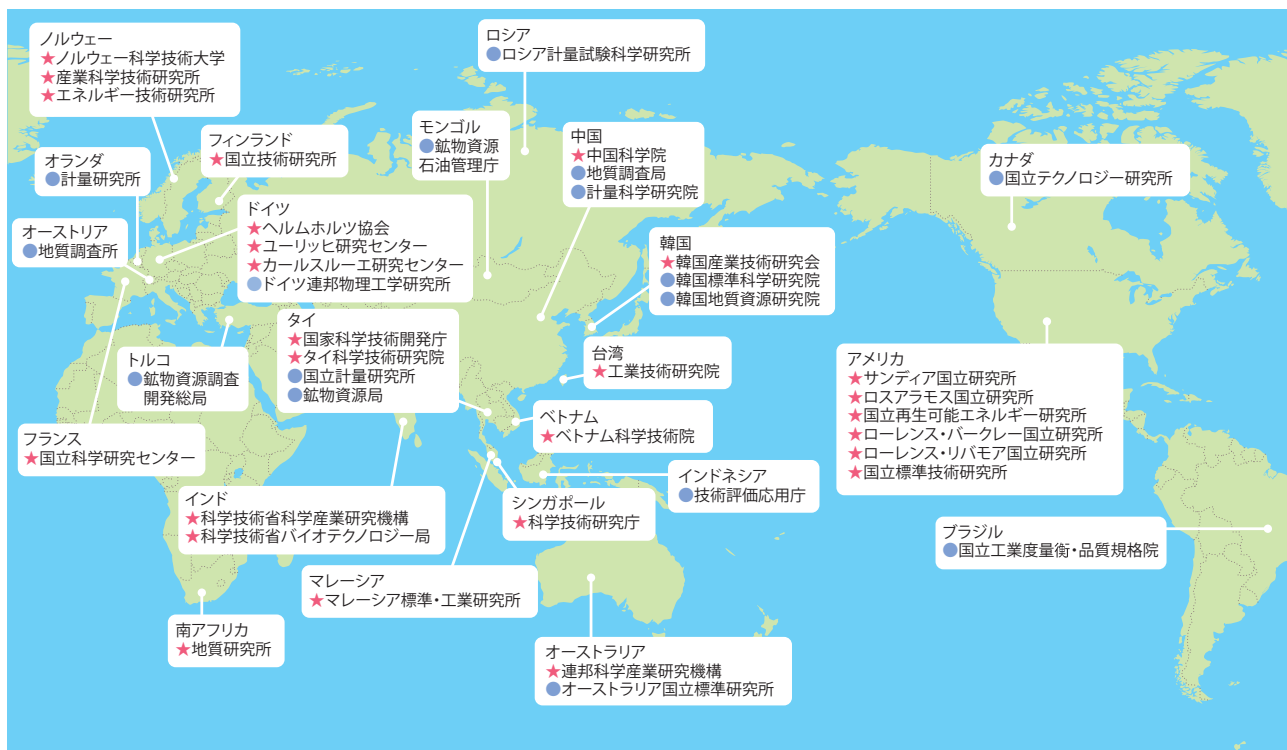 ノルウェー
★ノルウェー科学技術大学
★産業科学技術研究所
★エネルギー技術研究所
ロシア
●ロシア計量試験科学研究所
フィンランド
★国立技術研究所
モンゴル
●鉱物資源
石油管理庁
中国
★中国科学院
●地質調査局
●計量科学研究院
カナダ
●国立テクノロジー研究所
オランダ
●計量研究所
オーストリア
●地質調査所
ドイツ
★ヘルムホルツ協会
★ユーリッヒ研究センター
★カールスルーエ研究センター
●ドイツ連邦物理工学研究所
韓国
★韓国産業技術研究会
●韓国標準科学研究院
●韓国地質資源研究院
タイ
★国家科学技術開発庁
★タイ科学技術研究院
●国立計量研究所
●鉱物資源局
トルコ
●鉱物資源調査
開発総局
台湾
★工業技術研究院
アメリカ
★サンディア国立研究所
★ロスアラモス国立研究所
★国立再生可能エネルギー研究所
★ローレンス・バークレー国立研究所
★ローレンス・リバモア国立研究所
★国立標準技術研究所
フランス
★国立科学研究センター
ベトナム
★ベトナム科学技術院
インドネシア
●技術評価応用庁
インド
★科学技術省科学産業研究機構
★科学技術省バイオテクノロジー局
シンガポール
★科学技術研究庁
ブラジル
●国立工業度量衡・品質規格院
マレーシア
★マレーシア標準・工業研究所
南アフリカ
★地質研究所
オーストラリア
★連邦科学産業研究機構
●オーストラリア国立標準研究所